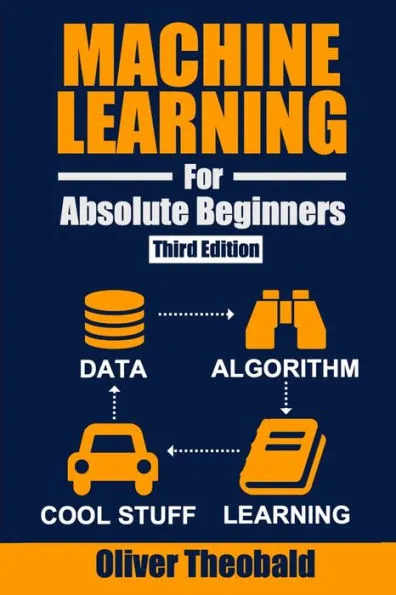 MACHINE
LEARNING
For
Absolute Beginners
Third Edition
DATA
ALGORITHM
COOL STUFF
LEARNING
Oliver Theobald